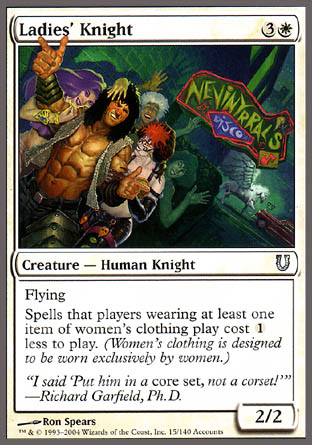 Ladies' Knight 3
NEVINYRRAL'S
DISCO
Creature — Human Knight
Flying
Spells that players wearing at least one
item of women's clothing play cost 1
less to play. (Women's clothing is designed
to be worn exclusively by women.)
"I said 'Put him in a core set, not a corset!'"
—Richard Garfield, Ph.D.
2/2
Ron Spears
™ & © 1993–2004 Wizards of the Coast, Inc. 15/140 Accounts